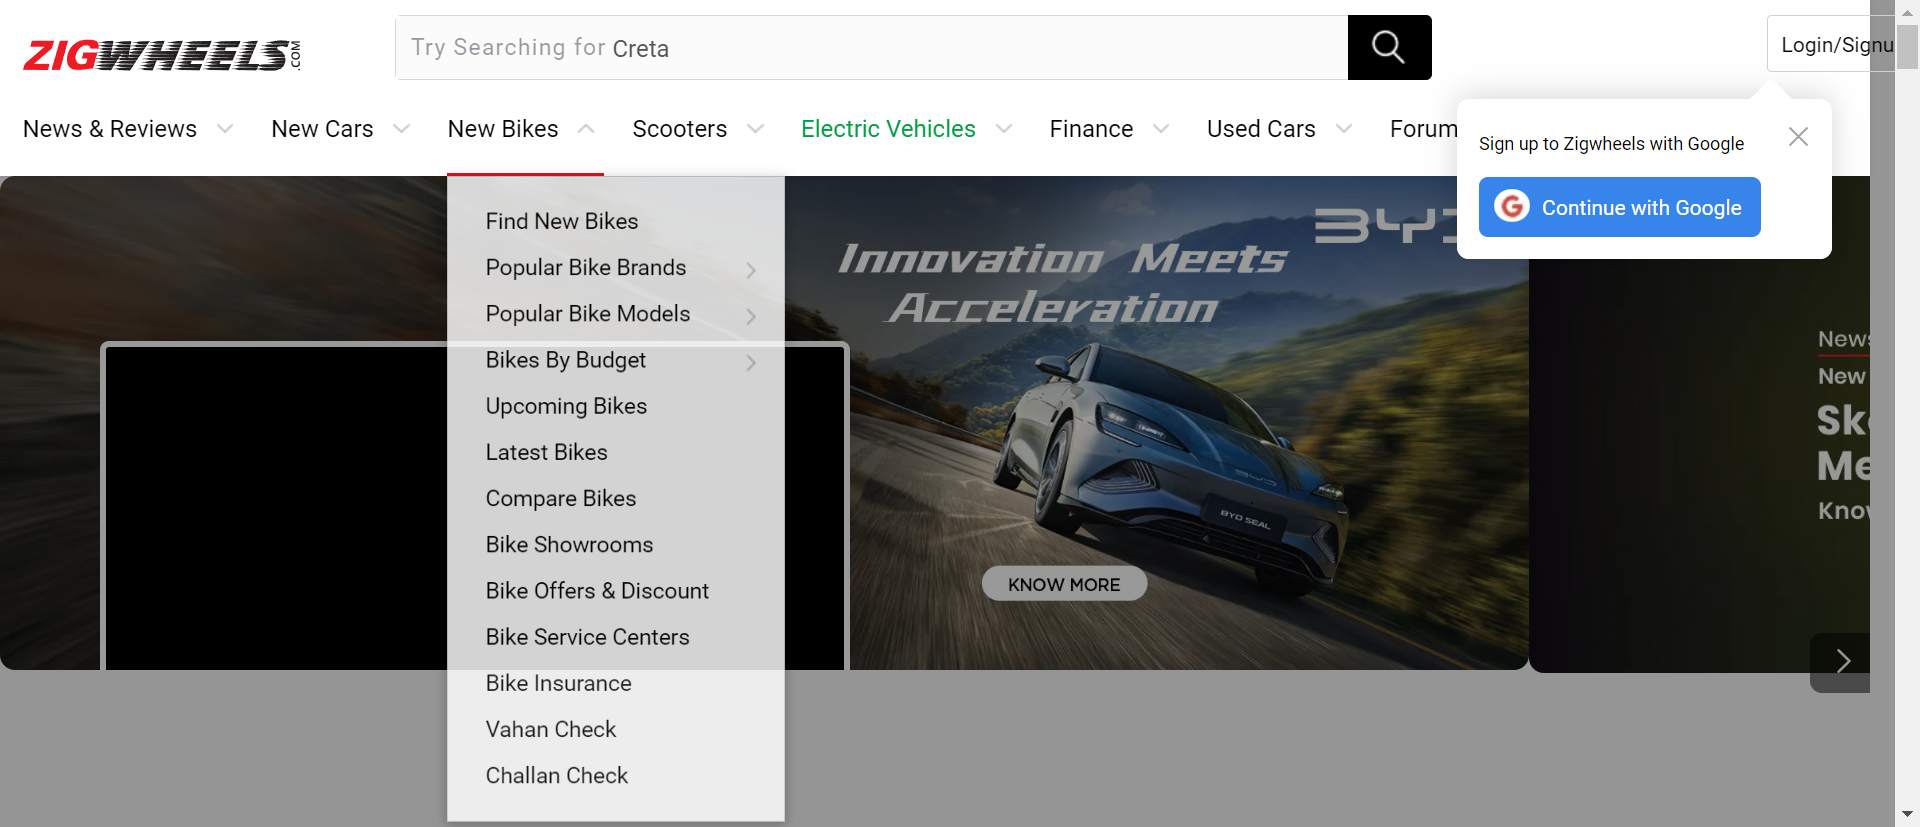 ZIGWHEELS.COM
Try Searching for Creta
Login/Signu
News & Reviews
New Cars
New Bikes
Scooters
Electric Vehicles
Finance
Used Cars
Forum
Sign up to Zigwheels with Google
G Continue with Google
Find New Bikes
Popular Bike Brands
Popular Bike Models
Bikes By Budget
Upcoming Bikes
Latest Bikes
Compare Bikes
Bike Showrooms
Bike Offers & Discount
Bike Service Centers
Bike Insurance
Vahan Check
Challan Check
BYD
Innovation Meets
Acceleration
BYD
BYD SEAL
KNOW MORE
News
New
Sk
Me
Know